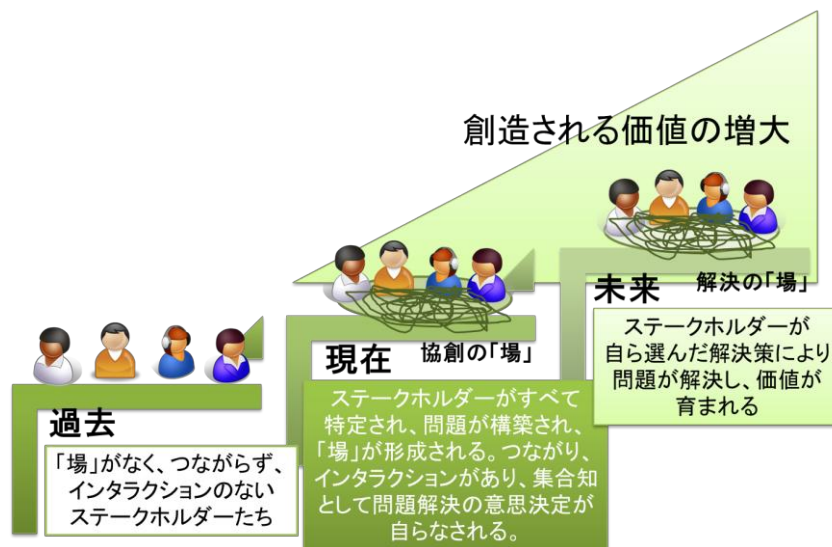 創造される価値の増大
過去
「場」がなく、つながらず、
インタラクションのない
ステークホルダーたち
現在
協創の「場」
ステークホルダーがすべて
特定され、問題が構築され、
「場」が形成される。つながり、
インタラクションがあり、集合知
として問題解決の意思決定が
自らなされる。
未来
解決の「場」
ステークホルダーが
自ら選んだ解決策により
問題が解決し、価値が
育まれる